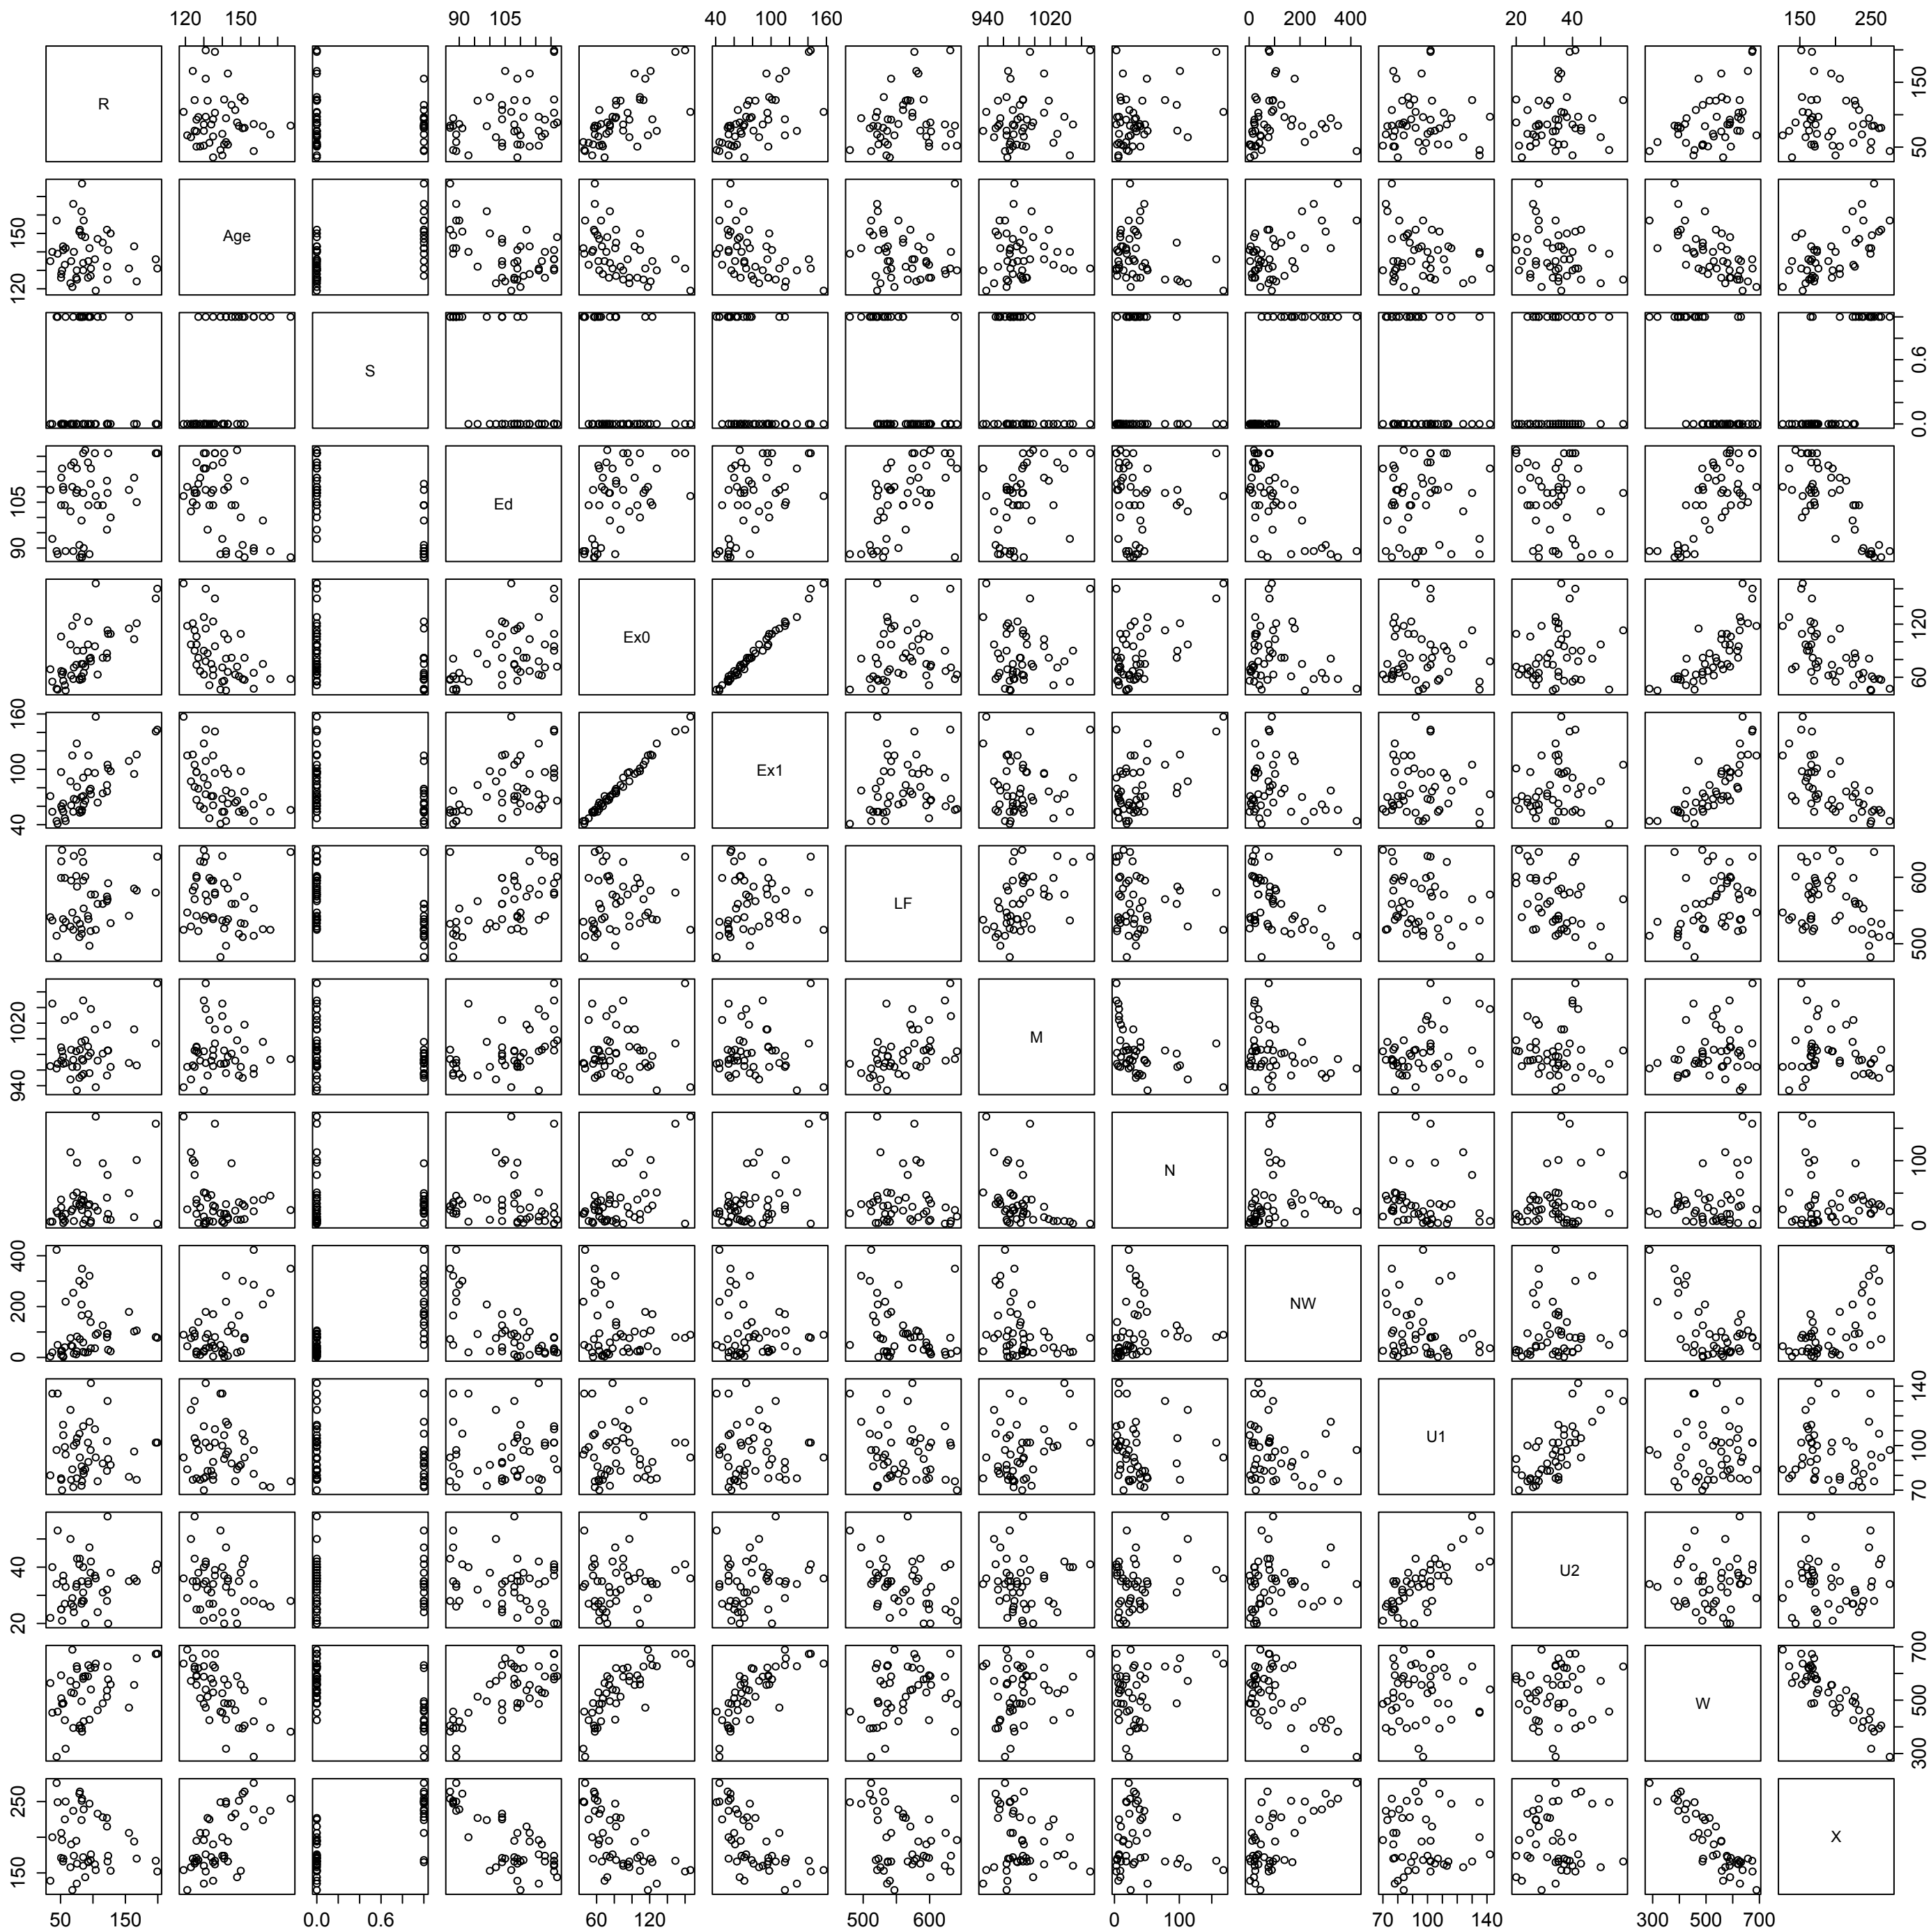 120 150 90 105 40 100 160 940 1020 0 200 400 20 40 150 250
R 50 150
120 150 Age
S 0.0 0.6
90 105 Ed
Ex0 60 120
40 100 160 Ex1
LF 500 600
940 1020 M
N 0 100
0 200 400 NW
U1 70 100 140
20 40 U2
W 300 500 700
150 250 X
50 150 0.0 0.6 60 120 500 600 0 100 70 100 140 300 500 700